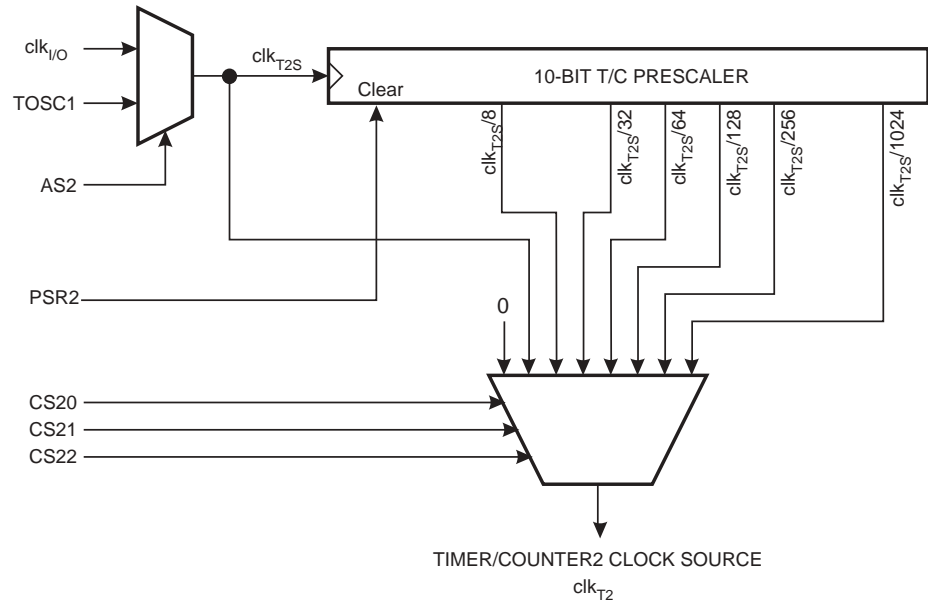 clkI/O
clkT2S
10-BIT T/C PRESCALER
TOSC1
Clear
clkT2S/8
clkT2S/32
clkT2S/64
clkT2S/128
clkT2S/256
clkT2S/1024
AS2
PSR2
0
CS20
CS21
CS22
TIMER/COUNTER2 CLOCK SOURCE
clkT2